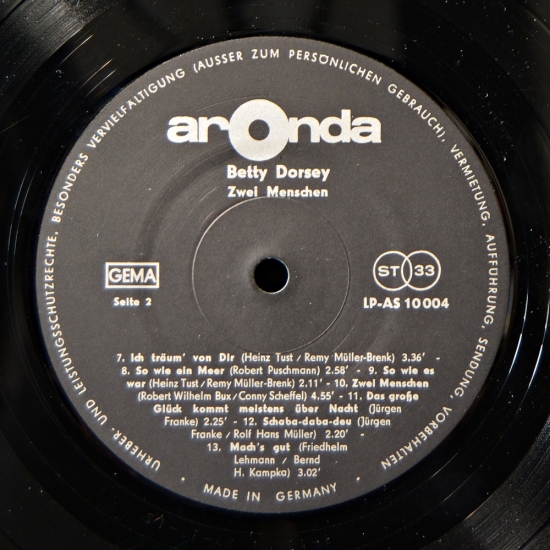 URHEBER. UND LEISTUNGSSCHUTZRECHTE, BESONDERS VERVIELFÄLTIGUNG (AUSSER ZUM PERSÖNLICHEN GEBRAUCH), VERMIETUNG, AUFFÜHRUNG, SENDUNG, VORBEHALTEN
arOnda
Betty Dorsey
Zwei Menschen
GEMA
ST 33
Seite 2
LP-AS 10 004
7. Ich träum' von Dir (Heinz Tust / Remy Müller-Brenk) 3,36' -
8. So wie ein Meer (Robert Puschmann) 2.58' - 9. So wie es
war (Heinz Tust / Remy Müller-Brenk) 2.11' - 10. Zwei Menschen
(Robert Wilhelm Bux / Conny Scheffel) 4.55' - 11. Das große
Glück kommt meistens über Nacht (Jürgen
Franke) 2.25' - 12. Schaba-daba-deu (Jürgen
Franke / Rolf Hans Müller) 2.20' -
13. Mach's gut (Friedhelm
Lehmann / Bernd
H. Kampka) 3.02'
· MADE IN GERMANY ·